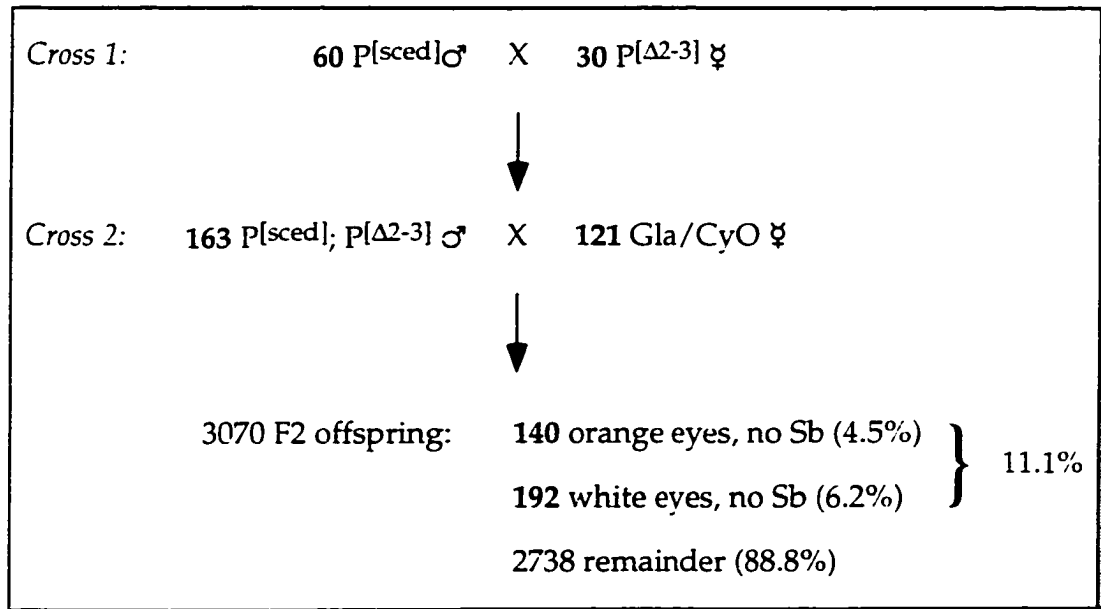 Cross 1: 60 P[sced]♂ X 30 P[Δ2-3] ☿
Cross 2: 163 P[sced]; P[Δ2-3] ♂ X 121 Gla/CyO ☿
3070 F2 offspring: 140 orange eyes, no Sb (4.5%)
192 white eyes, no Sb (6.2%)
} 11.1%
2738 remainder (88.8%)